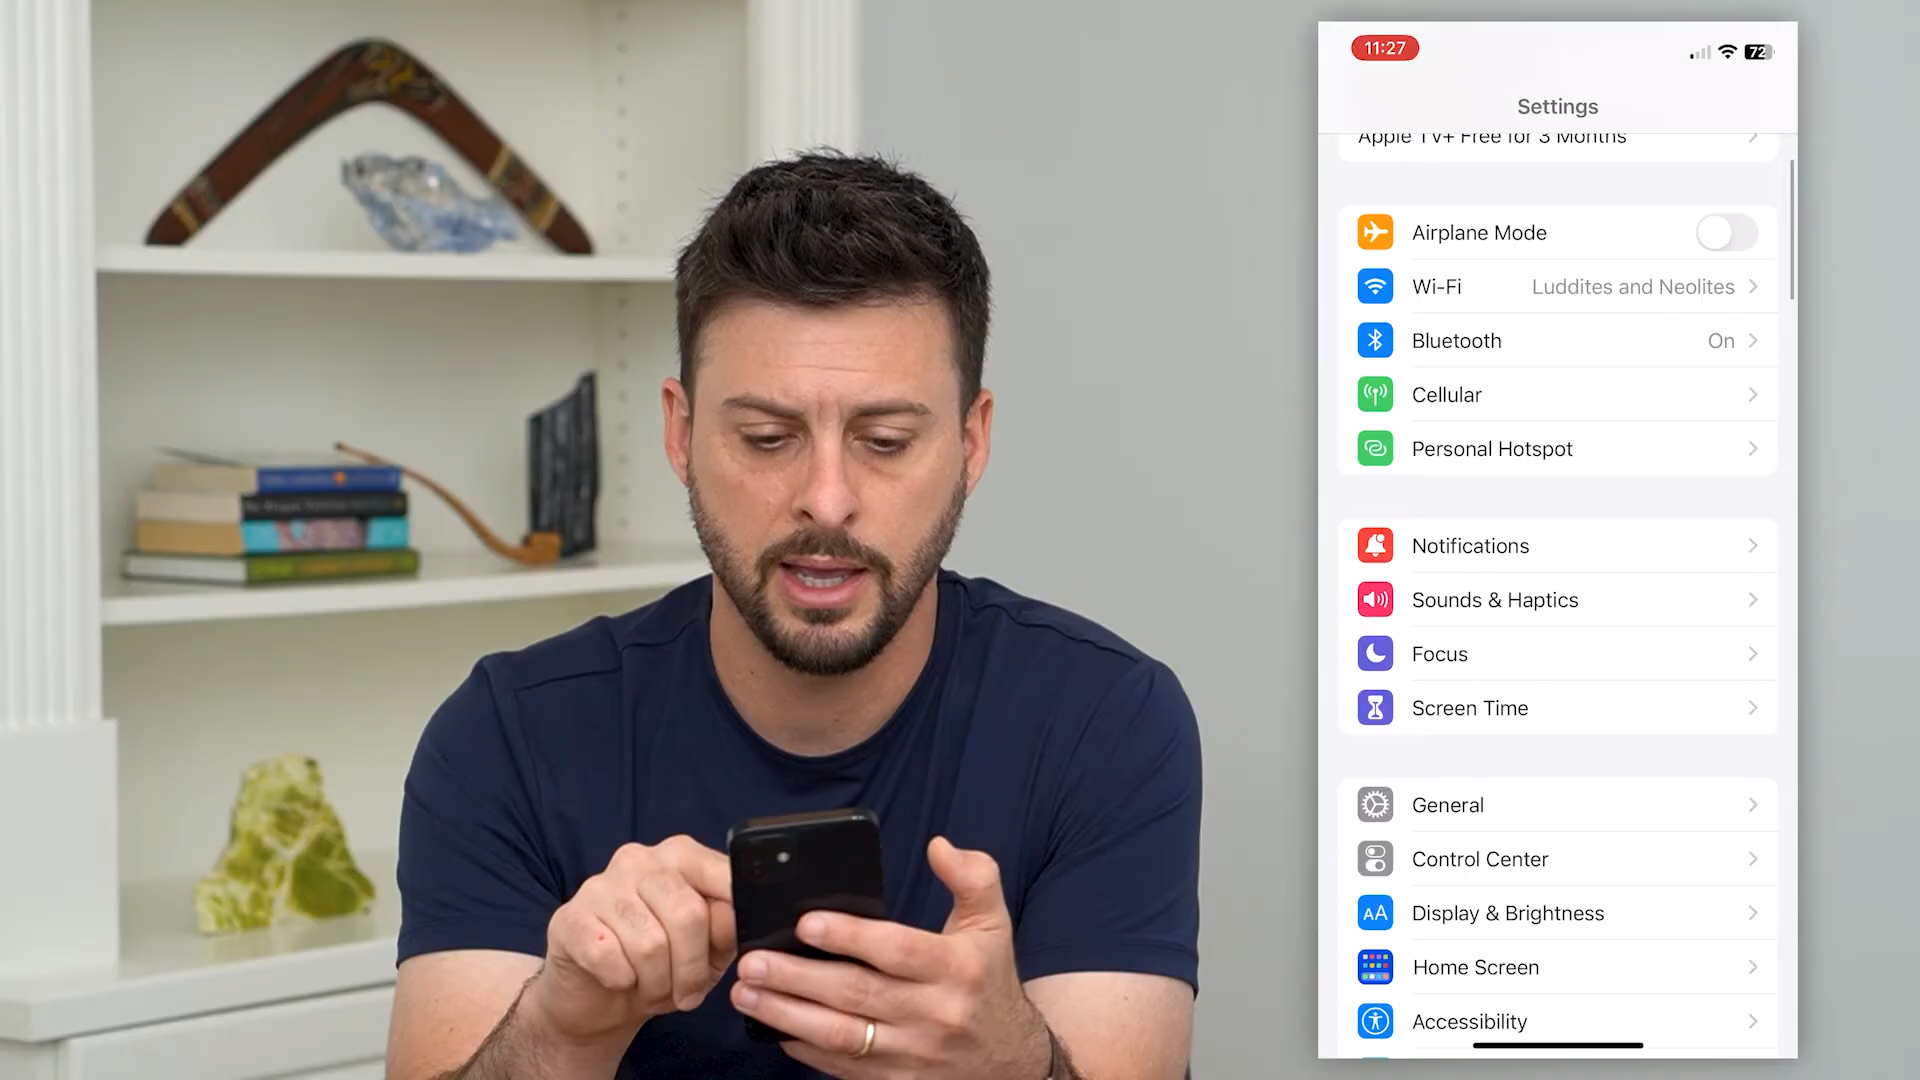 11:27
72
Settings
Apple TV+ Free for 3 Months
Airplane Mode
Wi-Fi Luddites and Neolites
Bluetooth On
Cellular
Personal Hotspot
Notifications
Sounds & Haptics
Focus
Screen Time
General
Control Center
AA Display & Brightness
Home Screen
Accessibility